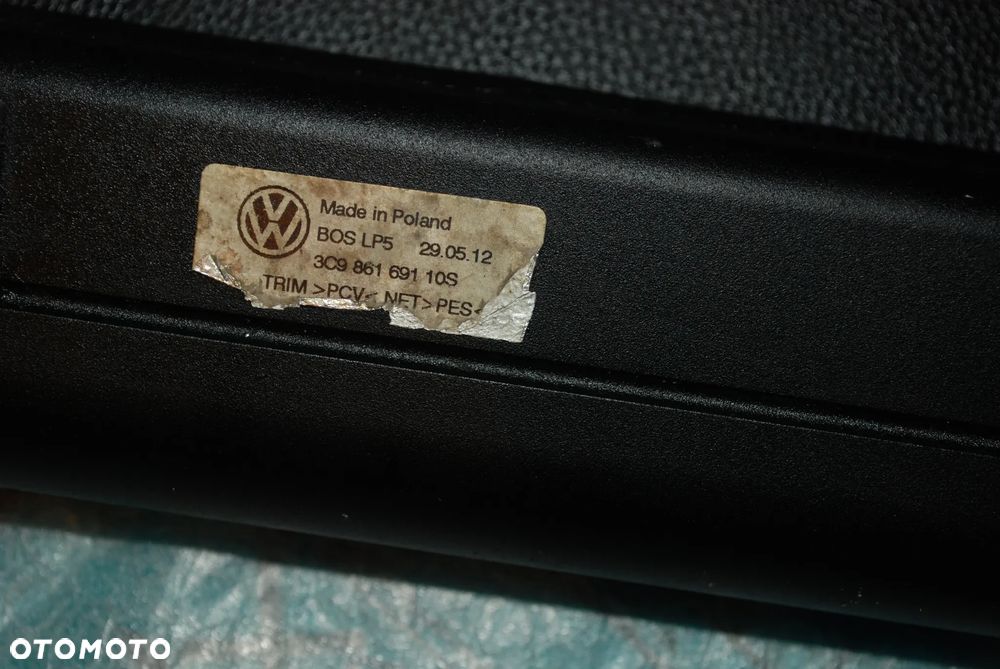 Made in Poland
BOS LP5 29.05.12
3C9 861 691 10S
TRIM >PCV< NET>PES<
OTOMOTO